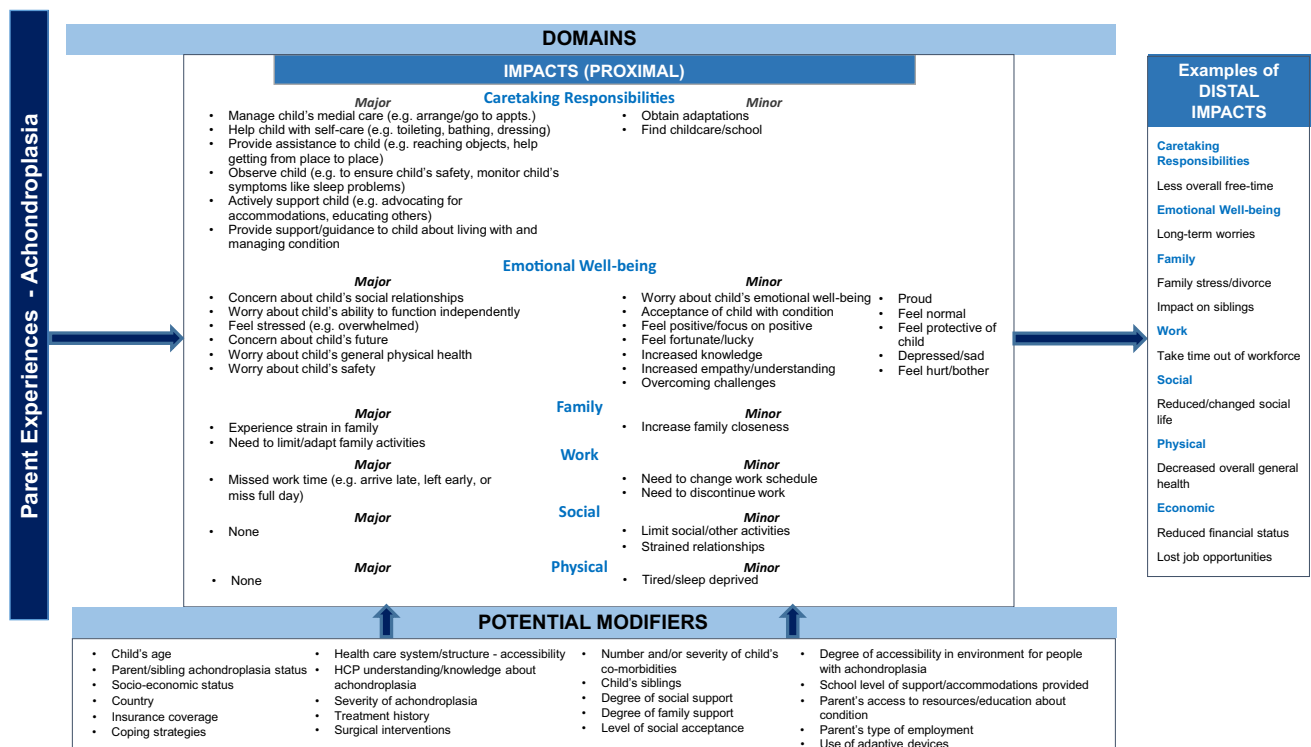 Parent Experiences - Achondroplasia
DOMAINS
IMPACTS (PROXIMAL)
Caretaking Responsibilities
Major
• Manage child's medial care (e.g. arrange/go to appts.)
• Help child with self-care (e.g. toileting, bathing, dressing)
• Provide assistance to child (e.g. reaching objects, help
getting from place to place)
• Observe child (e.g. to ensure child's safety, monitor child's
symptoms like sleep problems)
• Actively support child (e.g. advocating for
accommodations, educating others)
• Provide support/guidance to child about living with and
managing condition
Minor
• Obtain adaptations
• Find childcare/school
Emotional Well-being
Major
• Concern about child's social relationships
• Worry about child's ability to function independently
• Feel stressed (e.g. overwhelmed)
• Concern about child's future
• Worry about child's general physical health
• Worry about child's safety
Minor
• Worry about child's emotional well-being
• Acceptance of child with condition
• Feel positive/focus on positive
• Feel fortunate/lucky
• Increased knowledge
• Increased empathy/understanding
• Overcoming challenges
• Proud
• Feel normal
• Feel protective of
child
• Depressed/sad
• Feel hurt/bother
Family
Major
• Experience strain in family
• Need to limit/adapt family activities
Minor
• Increase family closeness
Work
Major
• Missed work time (e.g. arrive late, left early, or
miss full day)
Minor
• Need to change work schedule
• Need to discontinue work
Social
Major
• None
Minor
• Limit social/other activities
• Strained relationships
Physical
Major
• None
Minor
• Tired/sleep deprived
Examples of
DISTAL
IMPACTS
Caretaking
Responsibilities
Less overall free-time
Emotional Well-being
Long-term worries
Family
Family stress/divorce
Impact on siblings
Work
Take time out of workforce
Social
Reduced/changed social
life
Physical
Decreased overall general
health
Economic
Reduced financial status
Lost job opportunities
POTENTIAL MODIFIERS
• Child's age
• Parent/sibling achondroplasia status
• Socio-economic status
• Country
• Insurance coverage
• Coping strategies
• Health care system/structure - accessibility
• HCP understanding/knowledge about
achondroplasia
• Severity of achondroplasia
• Treatment history
• Surgical interventions
• Number and/or severity of child's
co-morbidities
• Child's siblings
• Degree of social support
• Degree of family support
• Level of social acceptance
• Degree of accessibility in environment for people
with achondroplasia
• School level of support/accommodations provided
• Parent's access to resources/education about
condition
• Parent's type of employment
• Use of adaptive devices